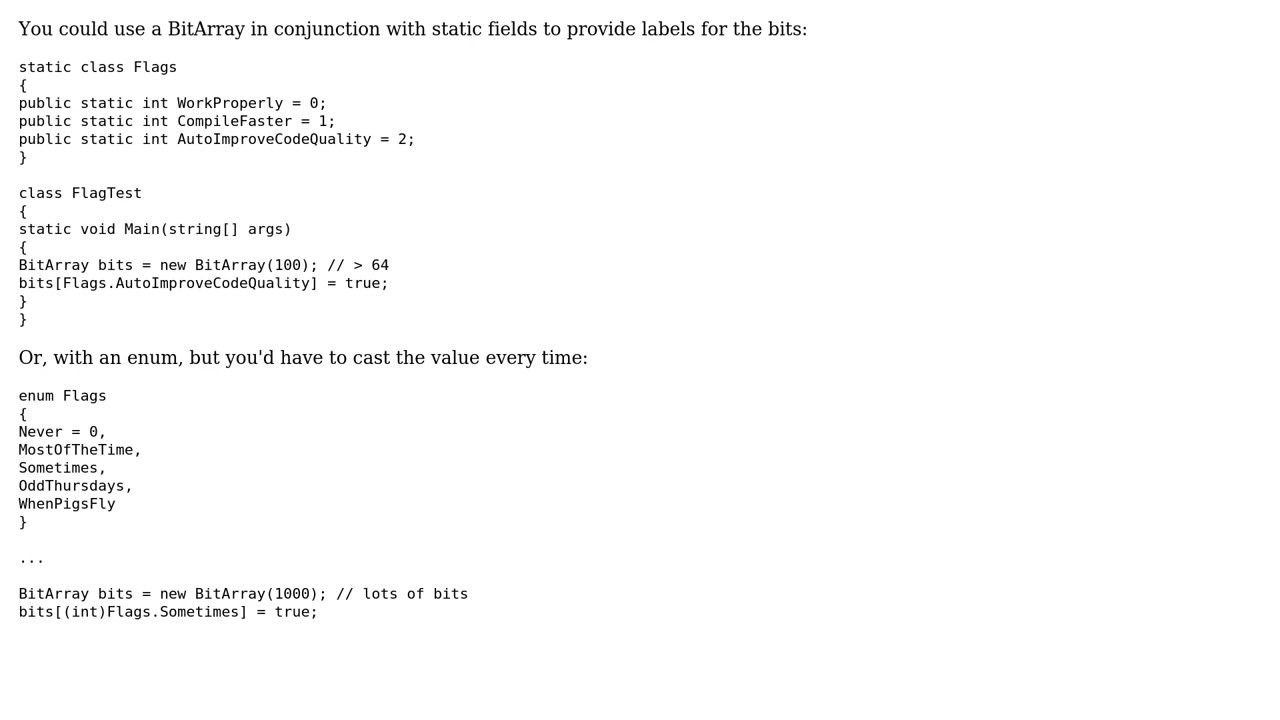 You could use a BitArray in conjunction with static fields to provide labels for the bits:
static class Flags
{
public static int WorkProperly = 0;
public static int CompileFaster = 1;
public static int AutoImproveCodeQuality = 2;
}
class FlagTest
{
static void Main(string[] args)
{
BitArray bits = new BitArray(100); // > 64
bits[Flags.AutoImproveCodeQuality] = true;
}
}
Or, with an enum, but you'd have to cast the value every time:
enum Flags
{
Never = 0,
MostOfTheTime,
Sometimes,
OddThursdays,
WhenPigsFly
}
...
BitArray bits = new BitArray(1000); // lots of bits
bits[(int)Flags.Sometimes] = true;